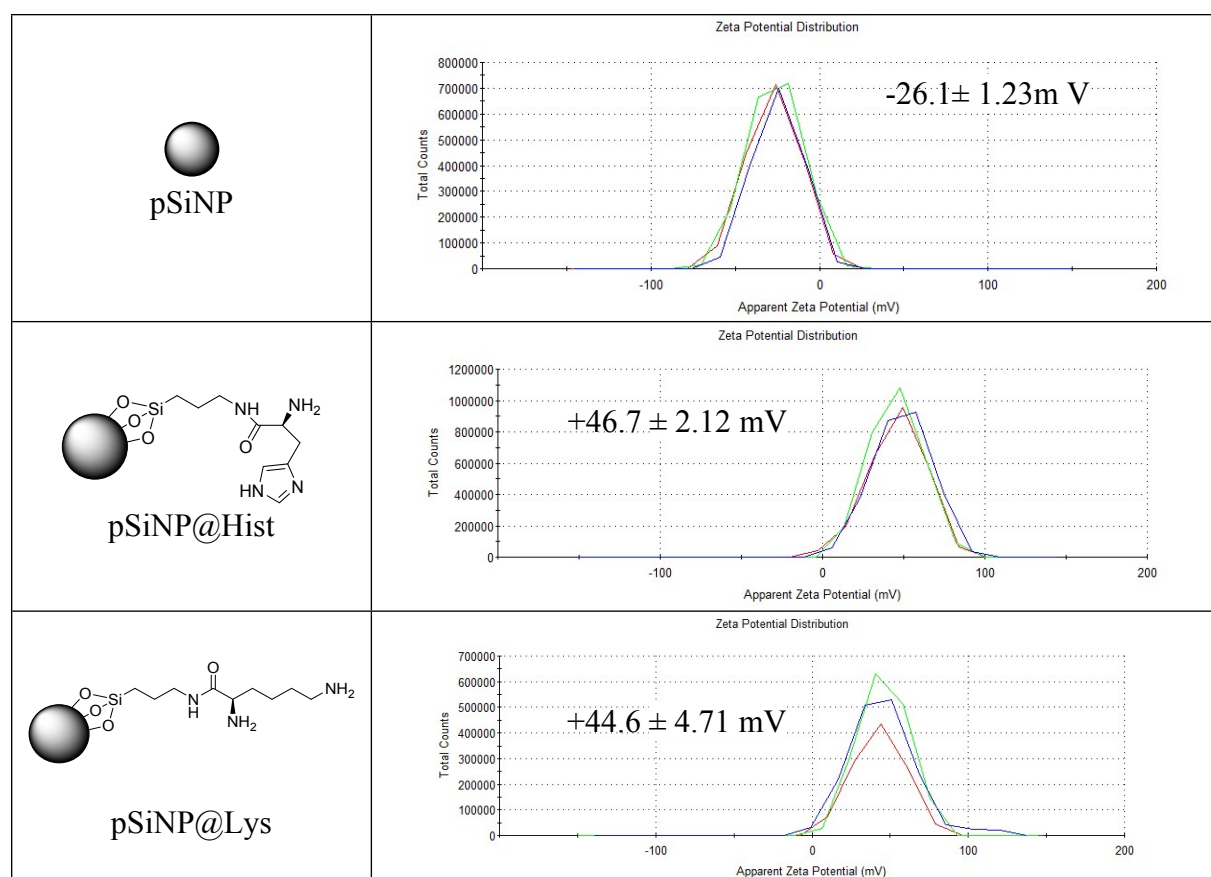 pSiNP
Zeta Potential Distribution
-26.1± 1.23m V
Total Counts
800000
700000
600000
500000
400000
300000
200000
100000
0
-100 0 100 200
Apparent Zeta Potential (mV)
O
O
O
Si
NH
O
NH2
HN
N
pSiNP@Hist
Zeta Potential Distribution
+46.7 ± 2.12 mV
Total Counts
1200000
1000000
800000
600000
400000
200000
0
-100 0 100 200
Apparent Zeta Potential (mV)
O
O
O
Si
N
H
O
NH2
NH2
pSiNP@Lys
Zeta Potential Distribution
+44.6 ± 4.71 mV
Total Counts
700000
600000
500000
400000
300000
200000
100000
0
-100 0 100 200
Apparent Zeta Potential (mV)